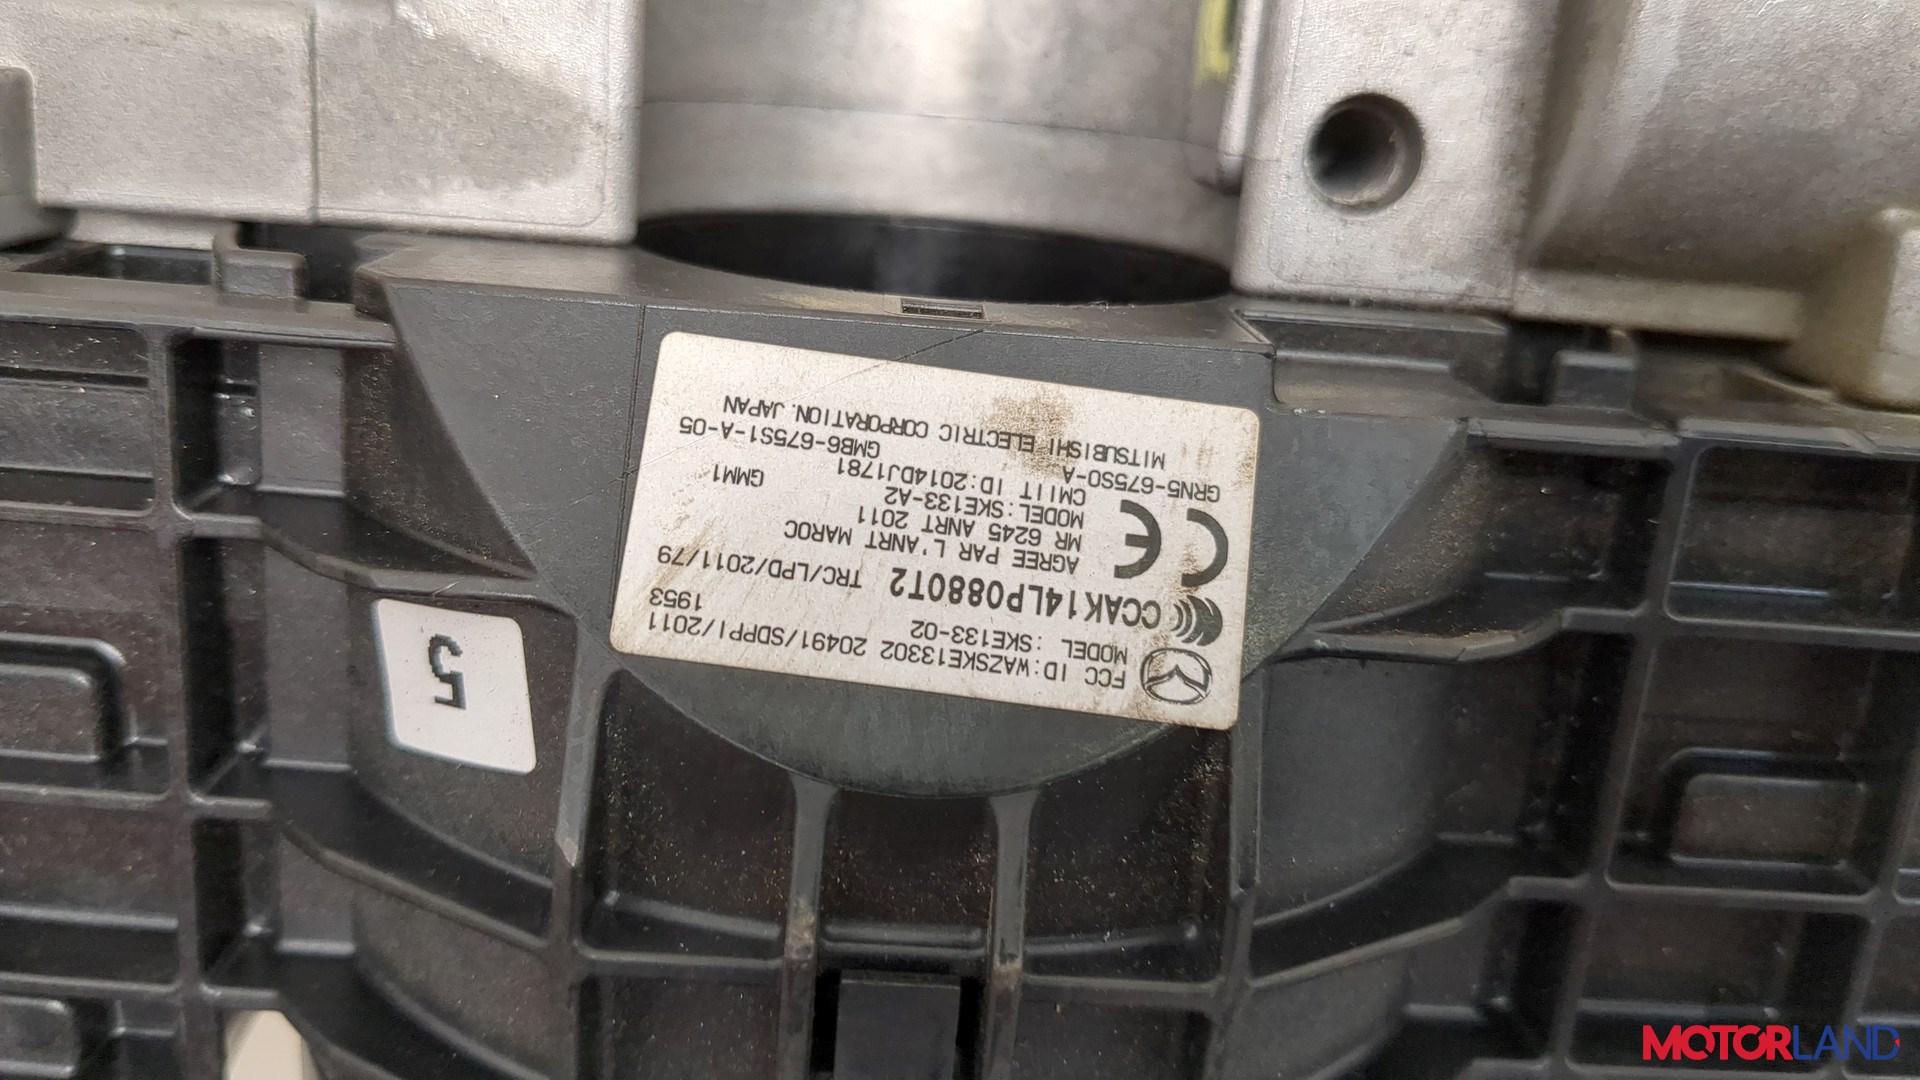 FCC ID:WAZSKE13302 20491/SDPPI/2011
MODEL :SKE133-02 1953
CCAK14LP0880T2 TRC/LPD/2011/79
AGREE PAR L'ANRT MAROC
MR 6245 ANRT 2011
MODEL:SKE133-A2 GMM1
CMIIT ID:2014DJ1781
GRN5-675S0-A GMB6-675S1-A-05
MITSUBISHI ELECTRIC CORPORATION. JAPAN
CE
5
MOTORLAND